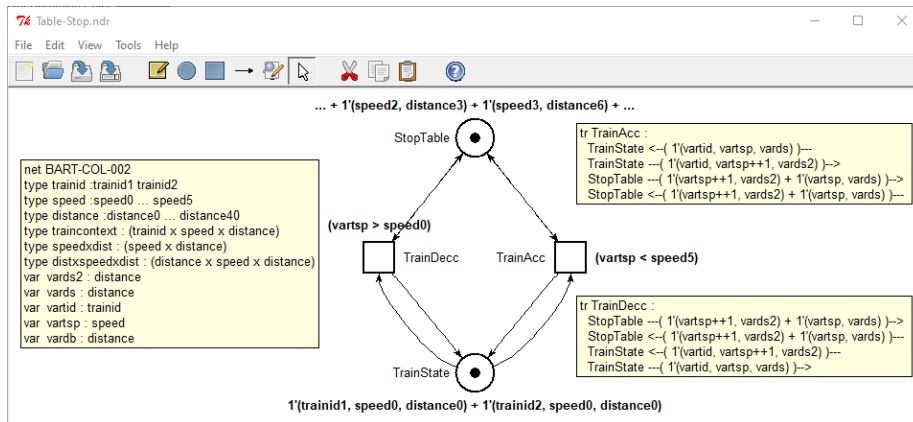 Table-Stop.ndr
File Edit View Tools Help
... + 1'(speed2, distance3) + 1'(speed3, distance6) + ...
StopTable
tr TrainAcc :
TrainState <--( 1'(vartid, vartsp, vards) )---
TrainState ---( 1'(vartid, vartsp++1, vards2) )-->
StopTable ---( 1'(vartsp++1, vards2) + 1'(vartsp, vards) )-->
StopTable <--( 1'(vartsp++1, vards2) + 1'(vartsp, vards) )---
net BART-COL-002
type trainid :trainid1 trainid2
type speed :speed0 ... speed5
type distance :distance0 ... distance40
type traincontext : (trainid x speed x distance)
type speedxdist : (speed x distance)
type distxspeedxdist : (distance x speed x distance)
var vards2 : distance
var vards : distance
var vartid : trainid
var vartsp : speed
var vardb : distance
(vartsp > speed0)
TrainDecc
TrainAcc
(vartsp < speed5)
tr TrainDecc :
StopTable ---( 1'(vartsp++1, vards2) + 1'(vartsp, vards) )-->
StopTable <--( 1'(vartsp++1, vards2) + 1'(vartsp, vards) )---
TrainState <--( 1'(vartid, vartsp++1, vards2) )---
TrainState ---( 1'(vartid, vartsp, vards) )-->
TrainState
1'(trainid1, speed0, distance0) + 1'(trainid2, speed0, distance0)